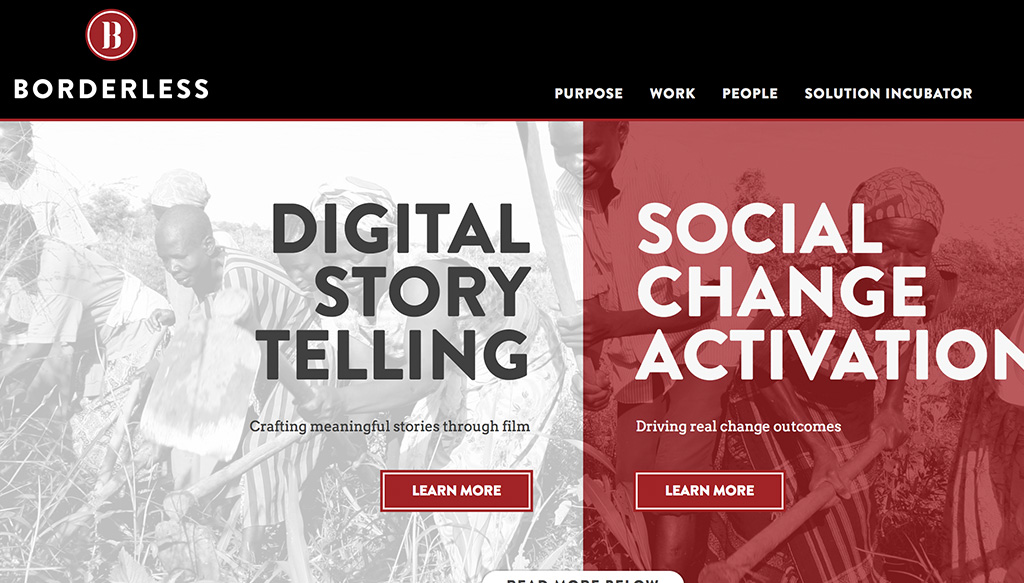 B
BORDERLESS
PURPOSE
WORK
PEOPLE
SOLUTION INCUBATOR
DIGITAL
STORY
TELLING
Crafting meaningful stories through film
LEARN MORE
SOCIAL
CHANGE
ACTIVATION
Driving real change outcomes
LEARN MORE
READ MORE BELOW